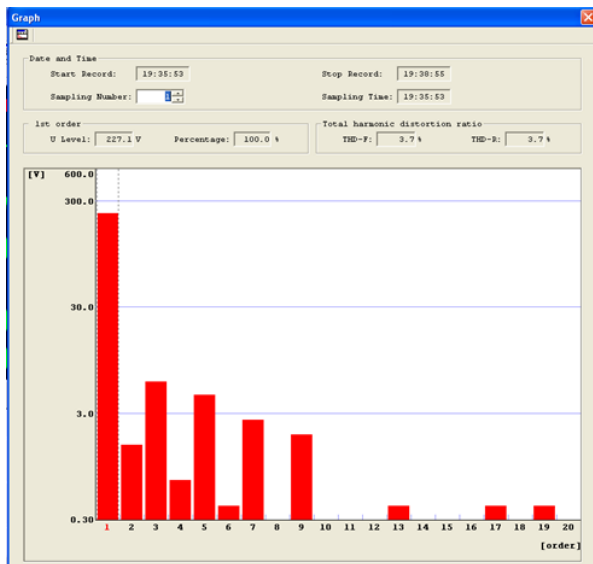 Graph
Date and Time
Start Record: 19:35:53 Stop Record: 19:38:55
Sampling Number: 1 Sampling Time: 19:35:53
1st order Total harmonic distortion ratio
U Level: 227.1 V Percentage: 100.0 % THD-F: 3.7 % THD-R: 3.7 %
[V] 600.0
300.0
30.0
3.0
0.30
1 2 3 4 5 6 7 8 9 10 11 12 13 14 15 16 17 18 19 20
[order]